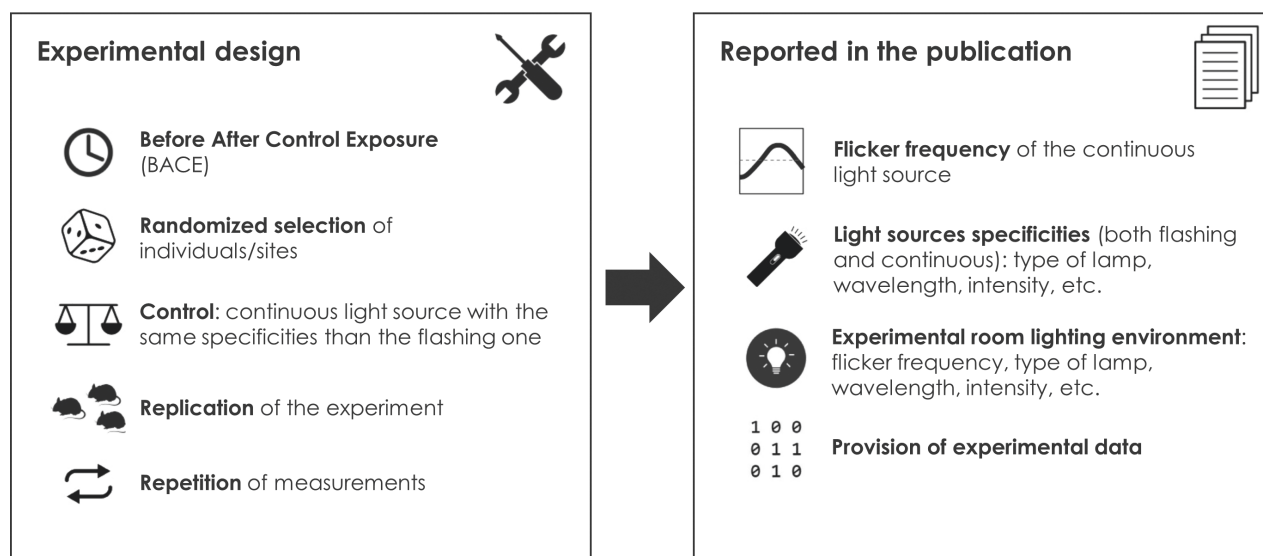 Experimental design
Before After Control Exposure
(BACE)
Randomized selection of
individuals/sites
Control: continuous light source with the
same specificities than the flashing one
Replication of the experiment
Repetition of measurements
Reported in the publication
Flicker frequency of the continuous
light source
Light sources specificities (both flashing
and continuous): type of lamp,
wavelength, intensity, etc.
Experimental room lighting environment:
flicker frequency, type of lamp,
wavelength, intensity, etc.
1 0 0
0 1 1
0 1 0
Provision of experimental data